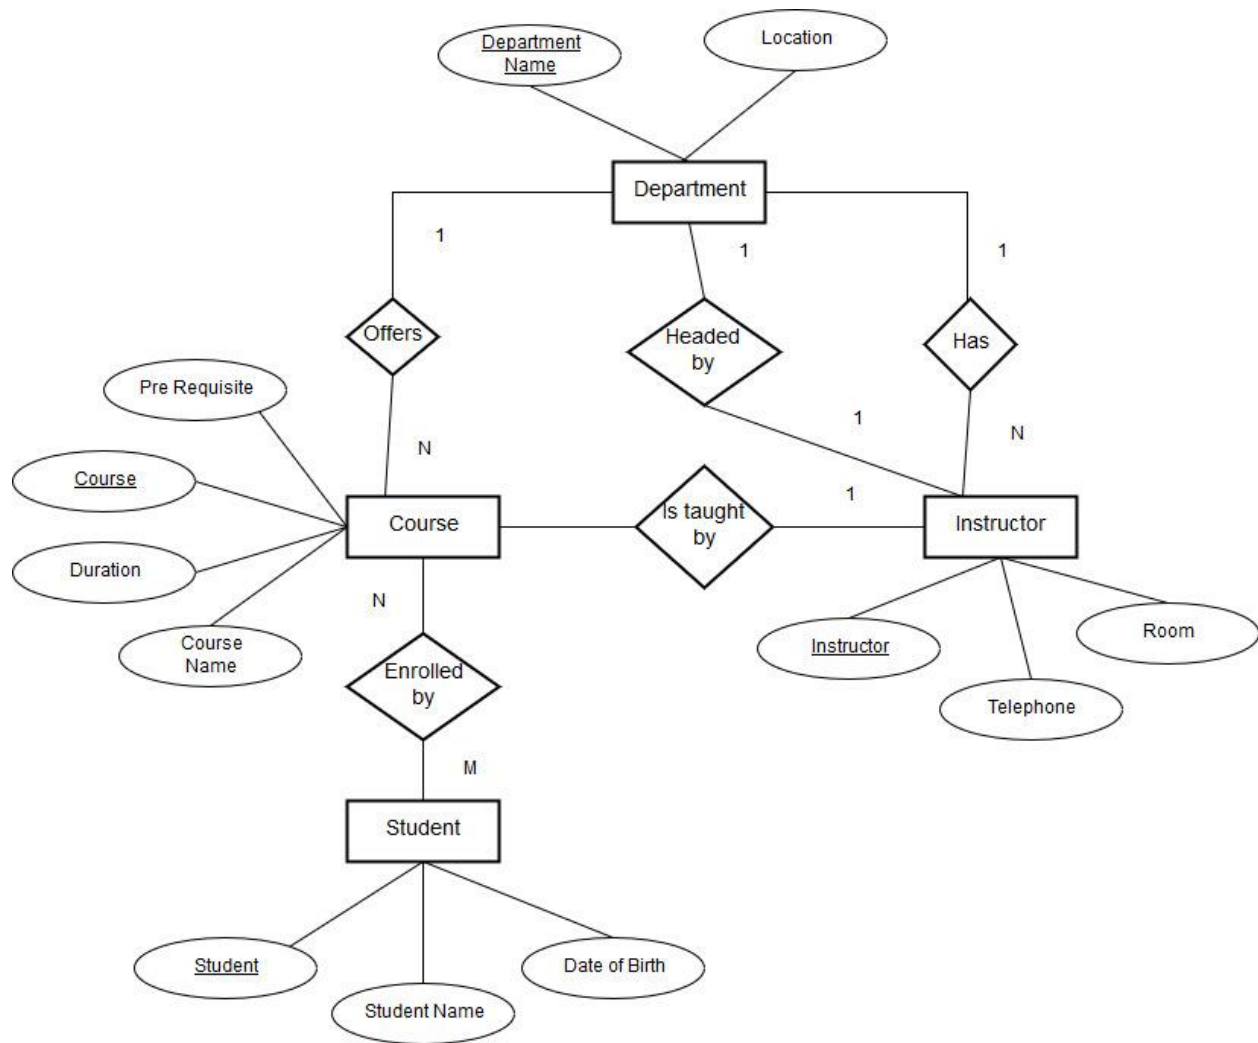 Department
Name
Location
Department
1
1
1
Offers
Headed
by
Has
Pre Requisite
1
N
N
Course
1
Course
Is taught
by
Instructor
Duration
N
Course
Name
Room
Instructor
Enrolled
by
Telephone
M
Student
Student
Date of Birth
Student Name